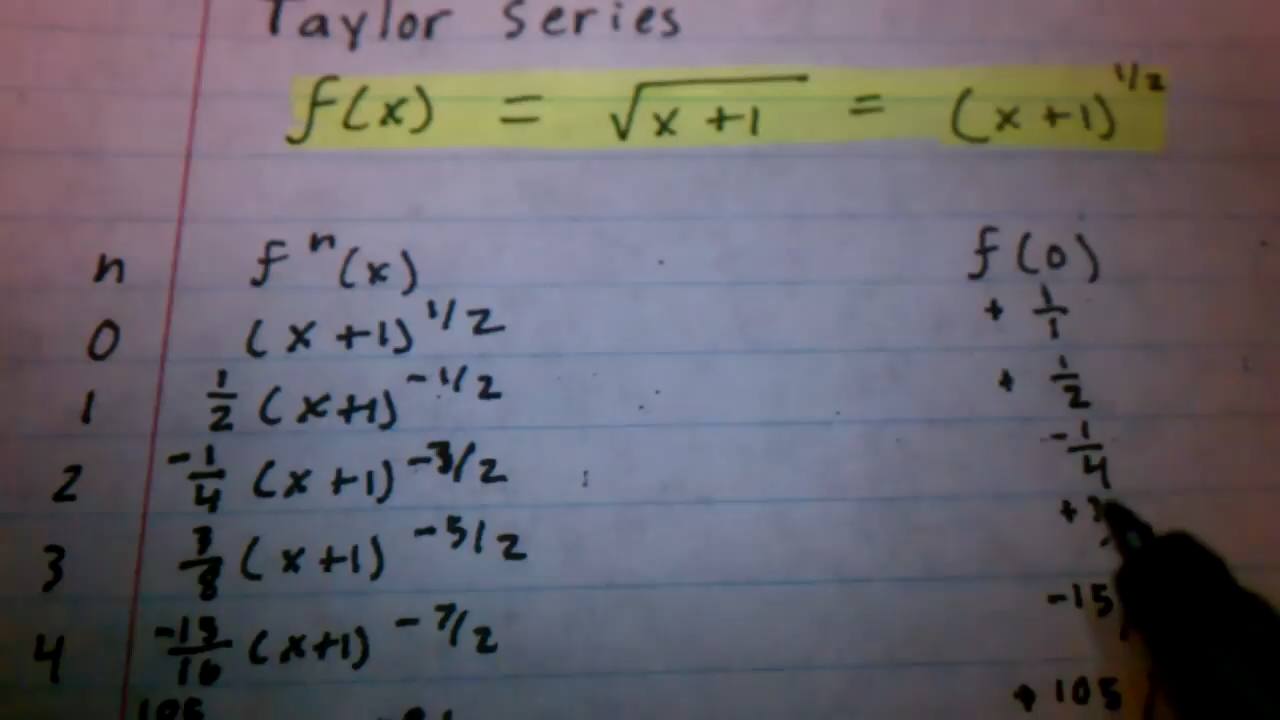 Taylor Series
f(x) = √x+1 = (x+1)^1/2
n f^n(x) f(0)
0 (x+1)^1/2 + 1/1
1 1/2 (x+1)^-1/2 + 1/2
2 -1/4 (x+1)^-3/2 -1/4
3 3/8 (x+1)^-5/2 +3
4 -15/16 (x+1)^-7/2 -15
105 + 105